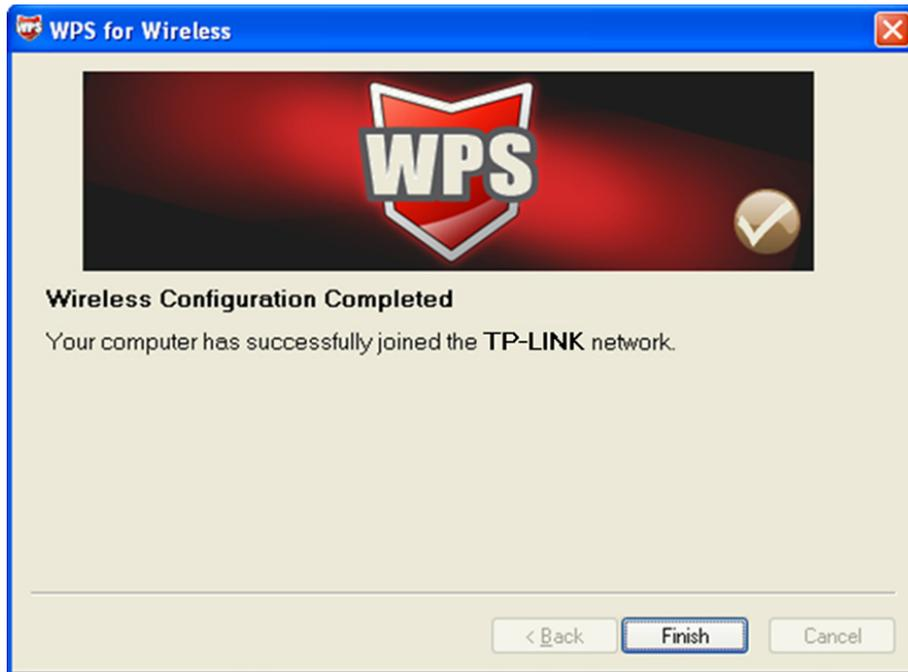 WPS for Wireless
WPS
Wireless Configuration Completed
Your computer has successfully joined the TP-LINK network.
< Back
Finish
Cancel